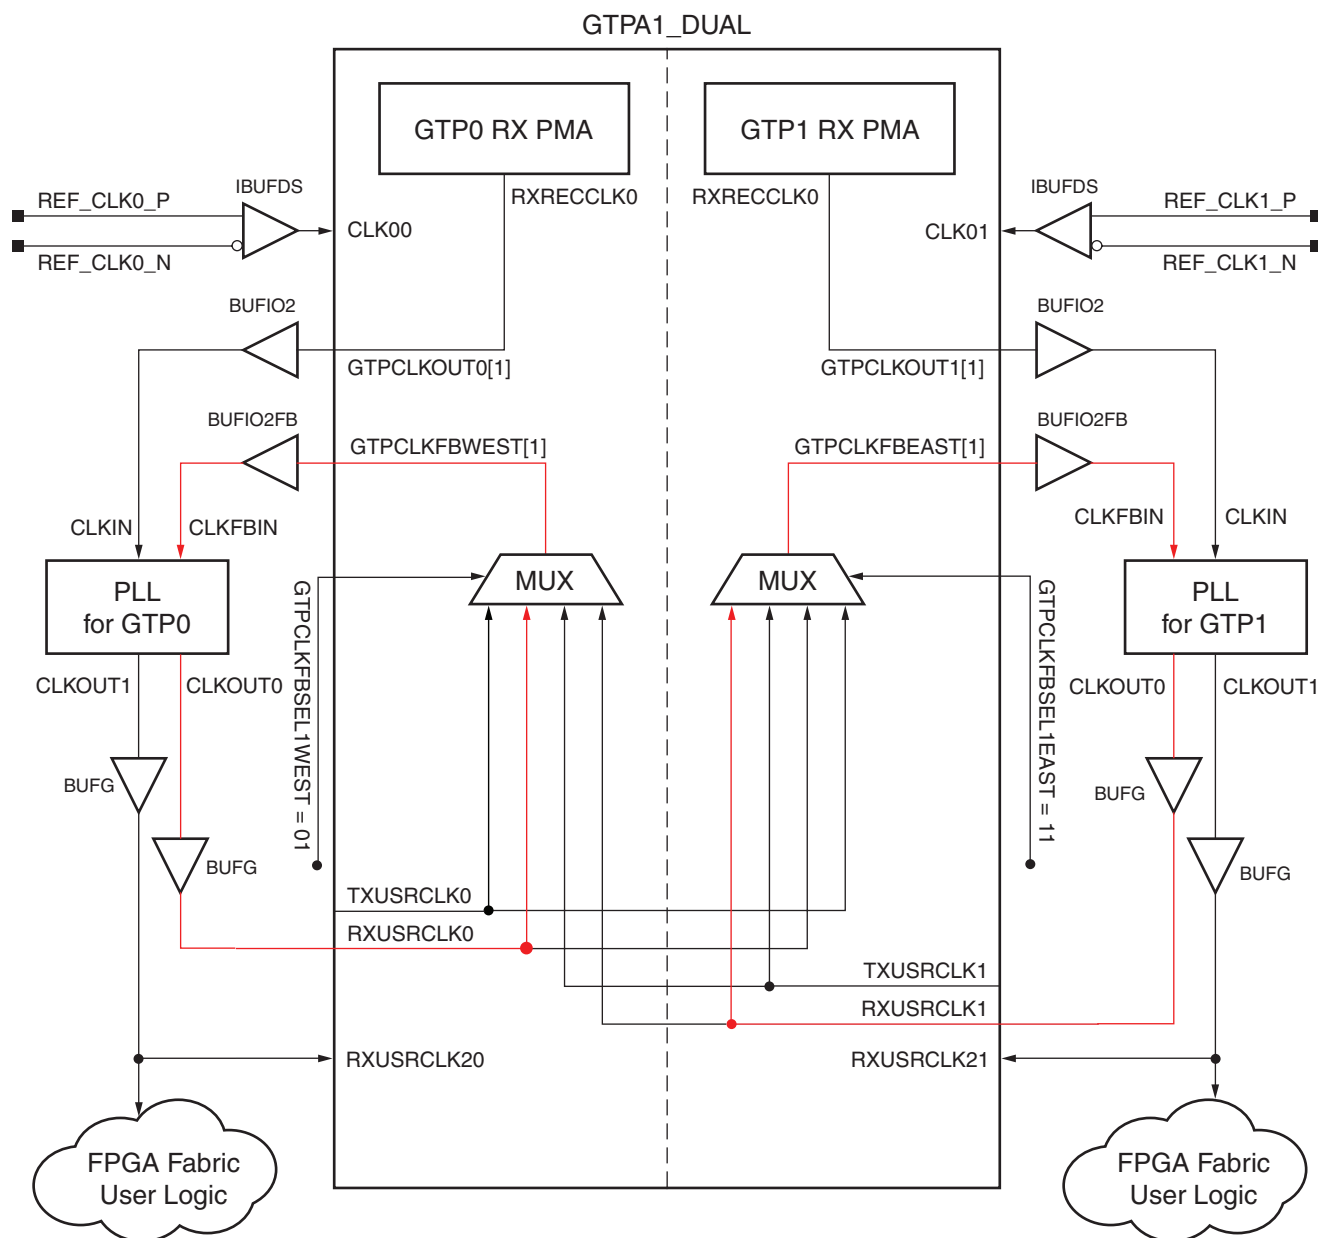 GTPA1_DUAL
GTP0 RX PMA
GTP1 RX PMA
IBUFDS
IBUFDS
REF_CLK0_P
RXRECCLK0
RXRECCLK0
REF_CLK1_P
CLK00
CLK01
REF_CLK0_N
REF_CLK1_N
BUFIO2
BUFIO2
GTPCLKOUT0[1]
GTPCLKOUT1[1]
BUFIO2FB
BUFIO2FB
GTPCLKFBWEST[1]
GTPCLKFBEAST[1]
CLKIN
CLKFBIN
CLKFBIN
CLKIN
PLL
for GTP0
MUX
MUX
PLL
for GTP1
GTPCLKFBSEL1WEST = 01
GTPCLKFBSEL1EAST = 11
CLKOUT1
CLKOUT0
CLKOUT0
CLKOUT1
BUFG
BUFG
BUFG
BUFG
TXUSRCLK0
RXUSRCLK0
TXUSRCLK1
RXUSRCLK1
RXUSRCLK20
RXUSRCLK21
FPGA Fabric
User Logic
FPGA Fabric
User Logic